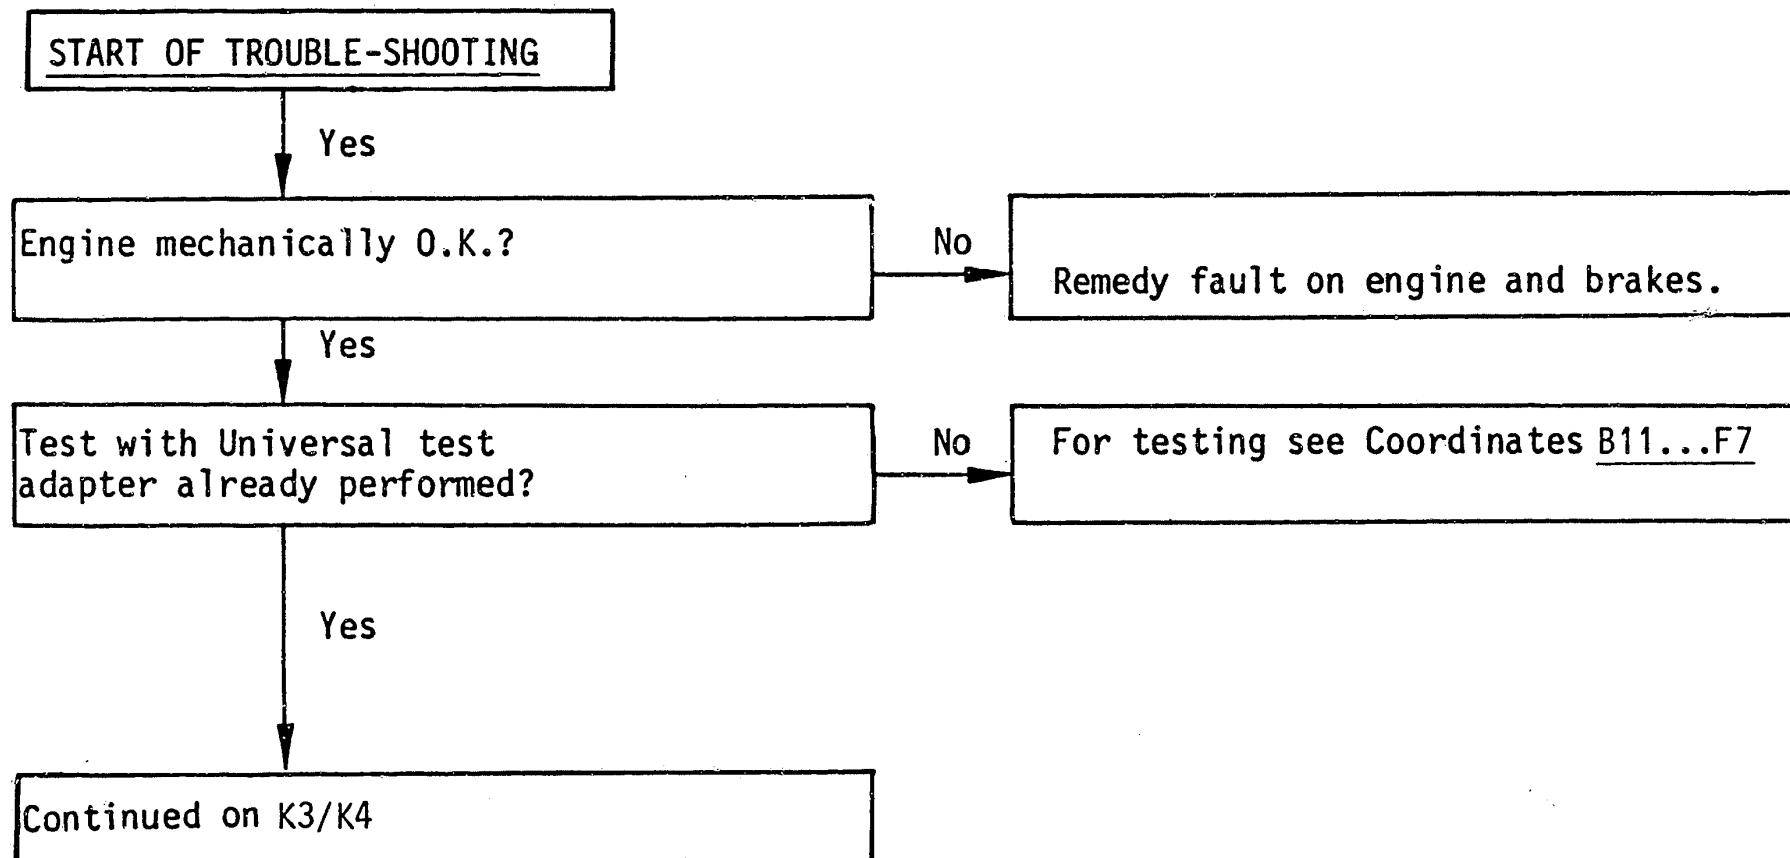 START OF TROUBLE-SHOOTING
Yes
Engine mechanically O.K.?
No
Remedy fault on engine and brakes.
Yes
Test with Universal test
adapter already performed?
No
For testing see Coordinates B11...F7
Yes
Continued on K3/K4